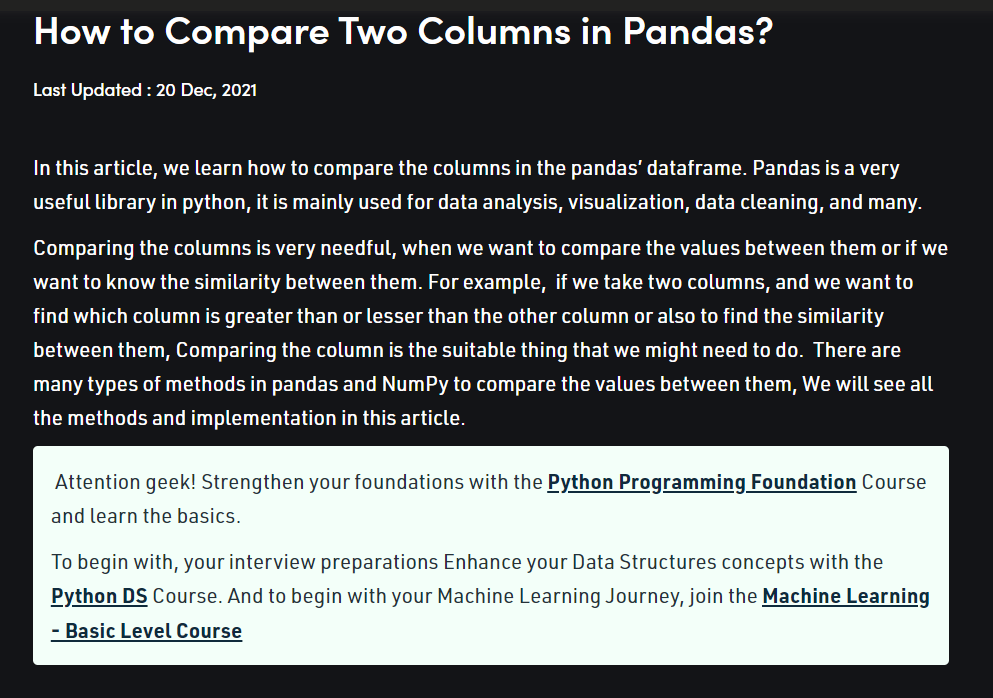 How to Compare Two Columns in Pandas?
Last Updated : 20 Dec, 2021
In this article, we learn how to compare the columns in the pandas’ dataframe. Pandas is a very
useful library in python, it is mainly used for data analysis, visualization, data cleaning, and many.
Comparing the columns is very needful, when we want to compare the values between them or if we
want to know the similarity between them. For example,  if we take two columns, and we want to
find which column is greater than or lesser than the other column or also to find the similarity
between them, Comparing the column is the suitable thing that we might need to do.  There are
many types of methods in pandas and NumPy to compare the values between them, We will see all
the methods and implementation in this article.
Attention geek! Strengthen your foundations with the Python Programming Foundation Course
and learn the basics.
To begin with, your interview preparations Enhance your Data Structures concepts with the
Python DS Course. And to begin with your Machine Learning Journey, join the Machine Learning
- Basic Level Course